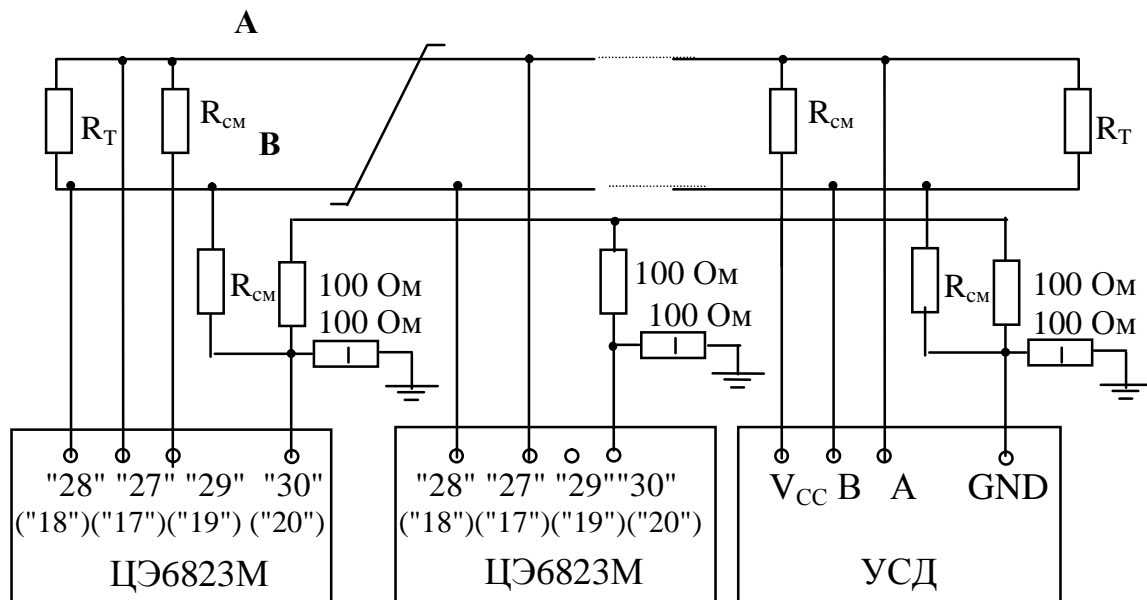 A
R_T
R_см
B
R_см
R_T
R_см
100 Ом
100 Ом
100 Ом
100 Ом
R_см
100 Ом
100 Ом
"28" "27" "29" "30"
("18")("17")("19") ("20")
ЦЭ6823М
"28" "27" "29" "30"
("18")("17")("19")("20")
ЦЭ6823М
V_CC B A GND
УСД